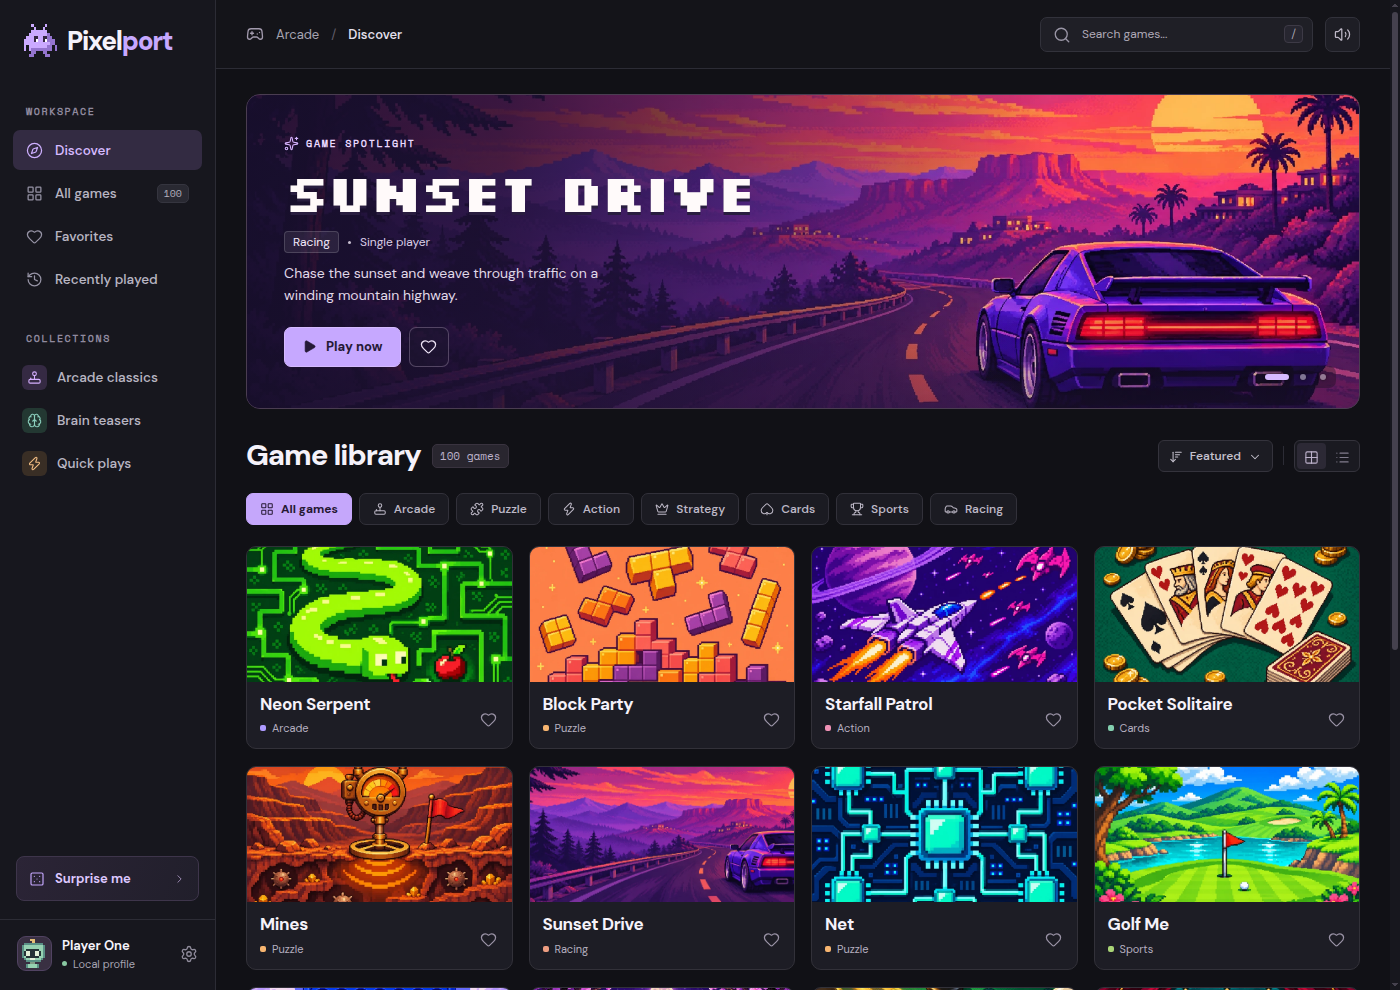 Pixelport
WORKSPACE
Discover
All games 100
Favorites
Recently played
COLLECTIONS
Arcade classics
Brain teasers
Quick plays
Surprise me
Player One
Local profile
Arcade / Discover
Search games... /
GAME SPOTLIGHT
SUNSET DRIVE
Racing • Single player
Chase the sunset and weave through traffic on a
winding mountain highway.
Play now
Game library 100 games
Featured
All games Arcade Puzzle Action Strategy Cards Sports Racing
Neon Serpent
Arcade
Block Party
Puzzle
Starfall Patrol
Action
Pocket Solitaire
Cards
Mines
Puzzle
Sunset Drive
Racing
Net
Puzzle
Golf Me
Sports